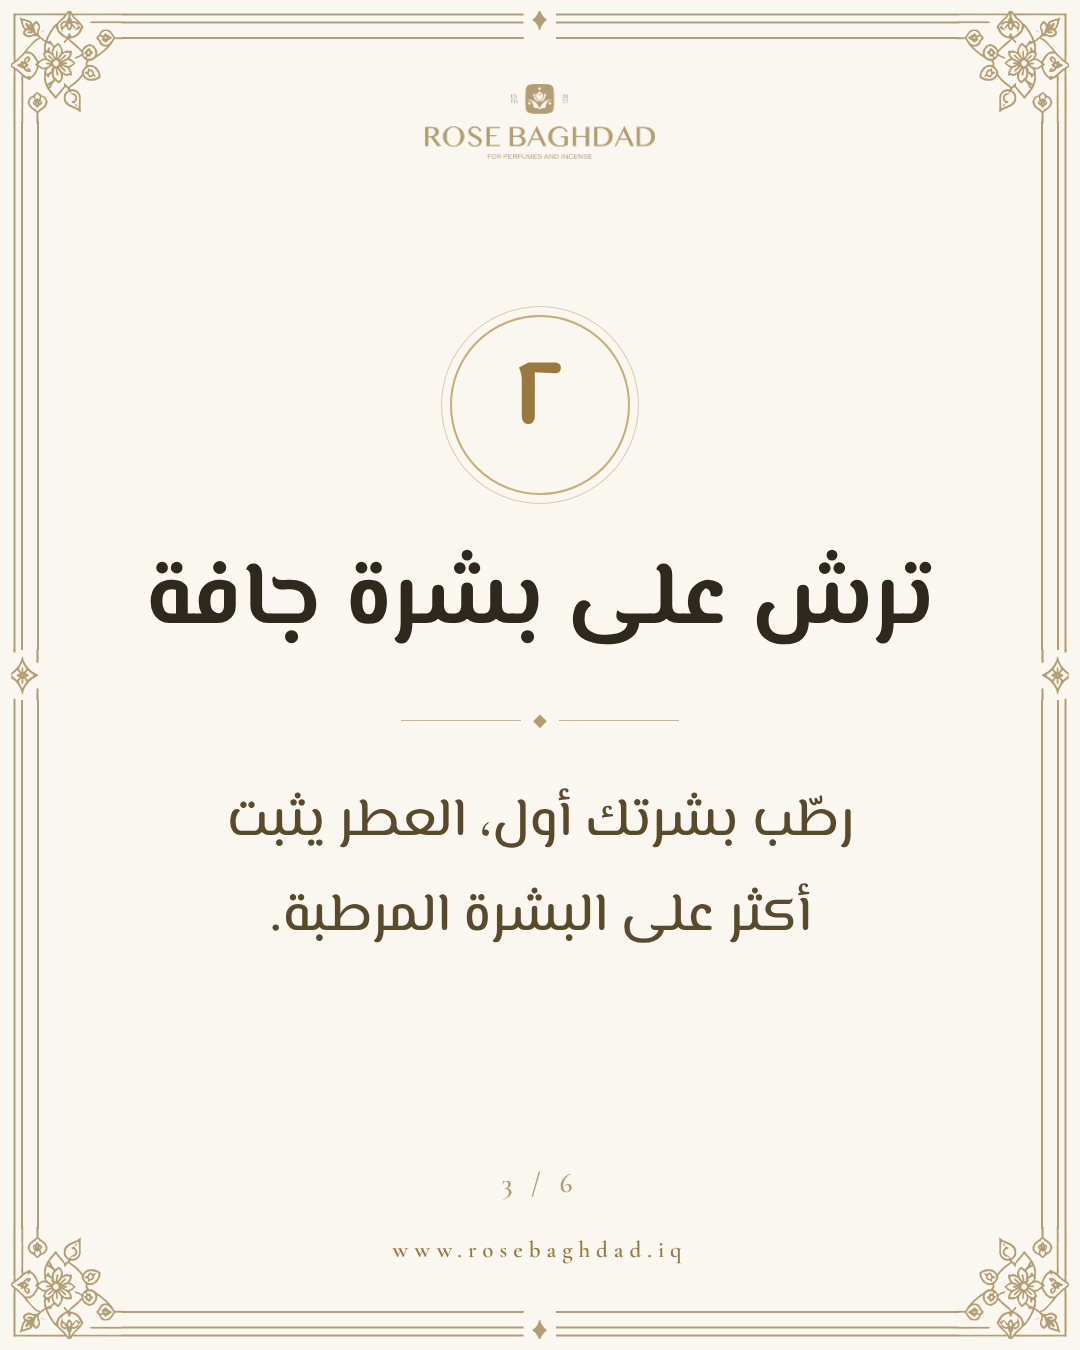 ROSE BAGHDAD
FOR PERFUMES AND INCENSE
٢
ترش على بشرة جافة
رطّب بشرتك أول، العطر يثبت
أكثر على البشرة المرطبة.
3 / 6
www.rosebaghdad.iq